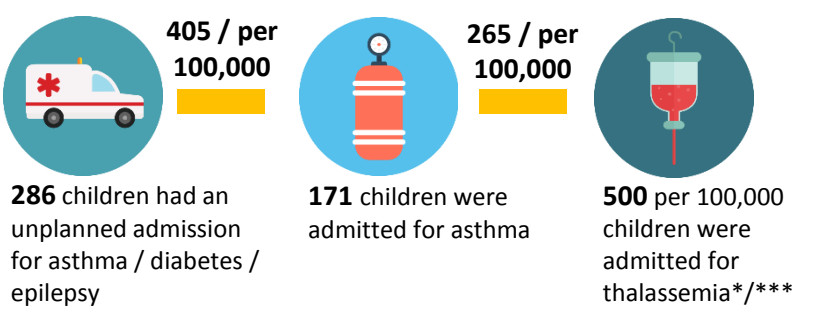 405 / per
100,000
286 children had an
unplanned admission
for asthma / diabetes /
epilepsy
265 / per
100,000
171 children were
admitted for asthma
500 per 100,000
children were
admitted for
thalassemia*/***